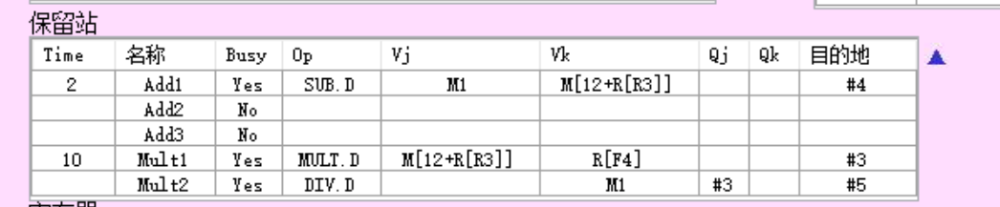 保留站
Time 名称 Busy Op Vj Vk Qj Qk 目的地
2 Add1 Yes SUB.D M1 M[12+R[R3]] #4
Add2 No
Add3 No
10 Mult1 Yes MULT.D M[12+R[R3]] R[F4] #3
Mult2 Yes DIV.D M1 #3 #5